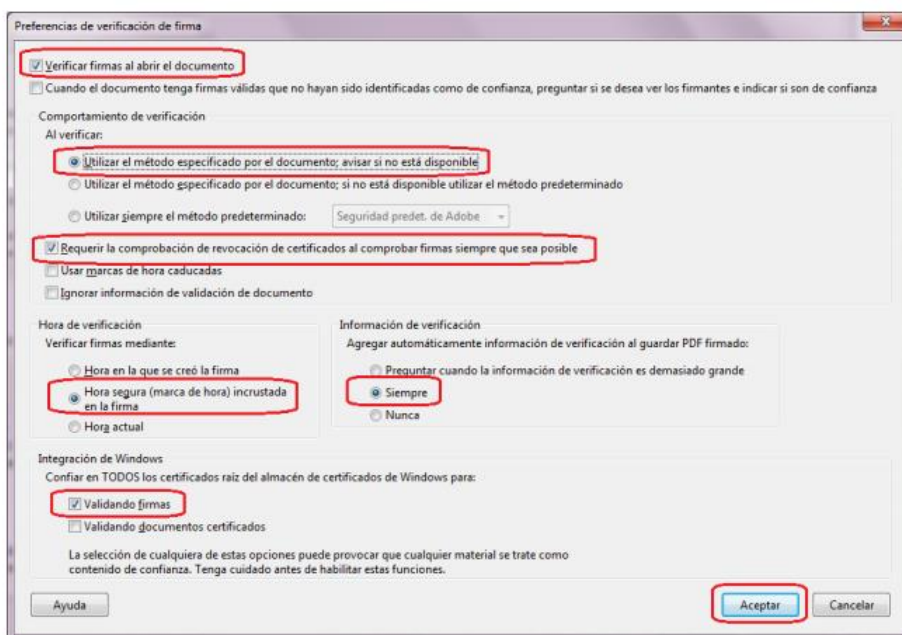 Preferencias de verificación de firma
Verificar firmas al abrir el documento
Cuando el documento tenga firmas válidas que no hayan sido identificadas como de confianza, preguntar si se desea ver los firmantes e indicar si son de confianza
Comportamiento de verificación
Al verificar:
Utilizar el método especificado por el documento; avisar si no está disponible
Utilizar el método especificado por el documento; si no está disponible utilizar el método predeterminado
Utilizar siempre el método predeterminado: Seguridad predet. de Adobe
Requerir la comprobación de revocación de certificados al comprobar firmas siempre que sea posible
Usar marcas de hora caducadas
Ignorar información de validación de documento
Hora de verificación
Verificar firmas mediante:
Hora en la que se creó la firma
Hora segura (marca de hora) incrustada
en la firma
Hora actual
Información de verificación
Agregar automáticamente información de verificación al guardar PDF firmado:
Preguntar cuando la información de verificación es demasiado grande
Siempre
Nunca
Integración de Windows
Confiar en TODOS los certificados raíz del almacén de certificados de Windows para:
Validando firmas
Validando documentos certificados
La selección de cualquiera de estas opciones puede provocar que cualquier material se trate como
contenido de confianza. Tenga cuidado antes de habilitar estas funciones.
Ayuda
Aceptar
Cancelar